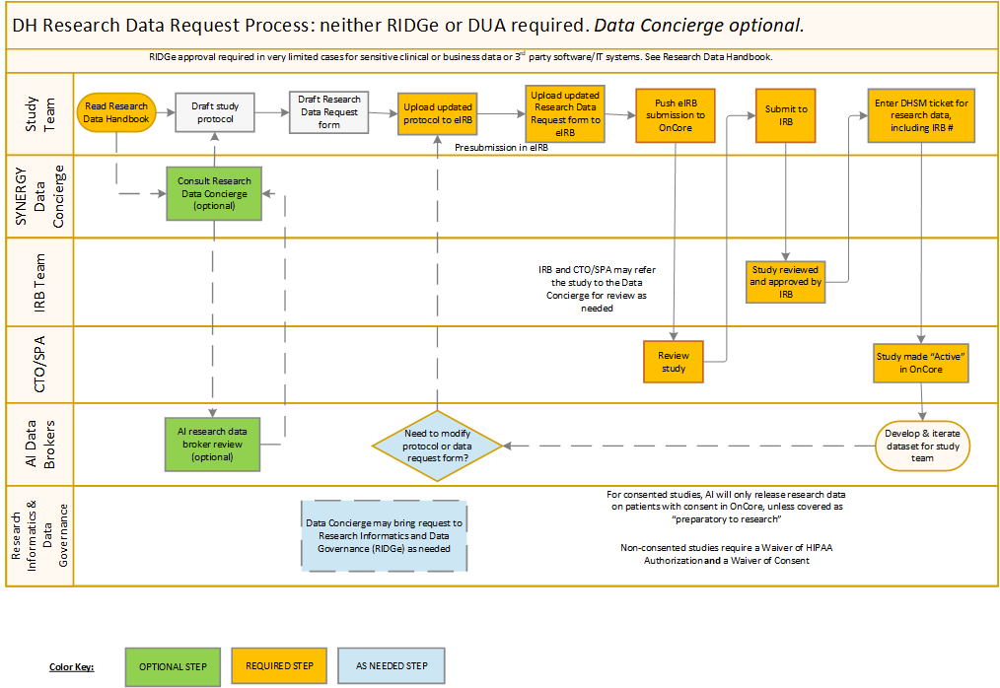 DH Research Data Request Process: neither RIDGe or DUA required. Data Concierge optional.
RIDGe approval required in very limited cases for sensitive clinical or business data or 3rd party software/IT systems. See Research Data Handbook.
Study
Team
Read Research
Data Handbook
Draft study
protocol
Draft Research
Data Request
form
Upload updated
protocol to eIRB
Upload updated
Research Data
Request form to
eIRB
Push eIRB
submission to
OnCore
Submit to
IRB
Enter DHSM ticket for
research data,
including IRB #
Presubmission in eIRB
SYNERGY
Data
Concierge
Consult Research
Data Concierge
(optional)
IRB Team
IRB and CTO/SPA may refer
the study to the Data
Concierge for review as
needed
Study reviewed
and approved by
IRB
CTO/SPA
Review
study
Study made “Active”
in OnCore
AI Data
Brokers
AI research data
broker review
(optional)
Need to modify
protocol or data
request form?
Develop & iterate
dataset for study
team
Research
Informatics &
Data
Governance
Data Concierge may bring request to
Research Informatics and Data
Governance (RIDGe) as needed
For consented studies, AI will only release research data
on patients with consent in OnCore, unless covered as
“preparatory to research”
Non-consented studies require a Waiver of HIPAA
Authorization and a Waiver of Consent
Color Key:
OPTIONAL STEP
REQUIRED STEP
AS NEEDED STEP